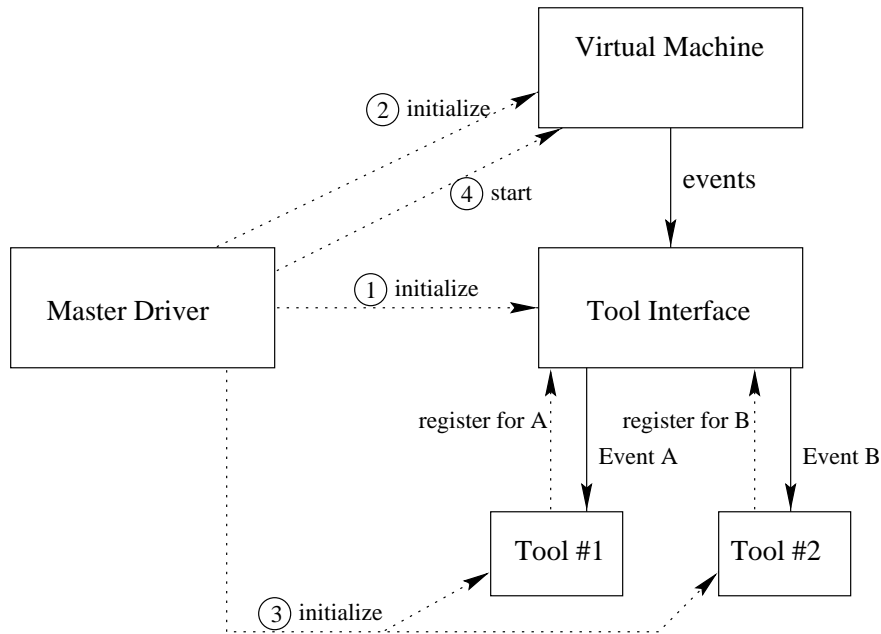 Virtual Machine
2 initialize
4 start
events
1 initialize
Master Driver
Tool Interface
register for A
register for B
Event A
Event B
Tool #1
Tool #2
3 initialize